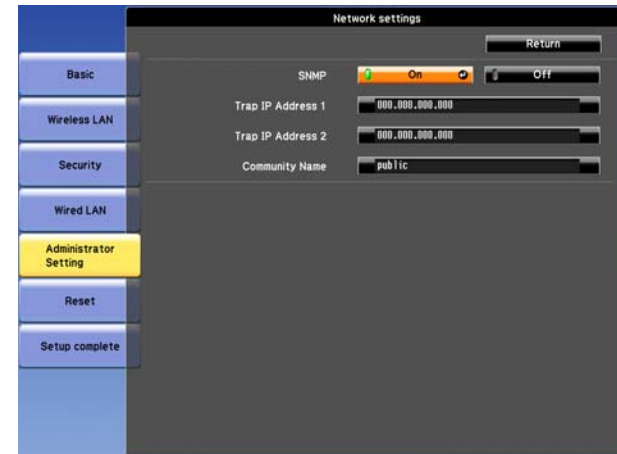 Network settings
Return
Basic
SNMP On Off
Wireless LAN
Trap IP Address 1 000.000.000.000
Trap IP Address 2 000.000.000.000
Security
Community Name public
Wired LAN
Administrator
Setting
Reset
Setup complete